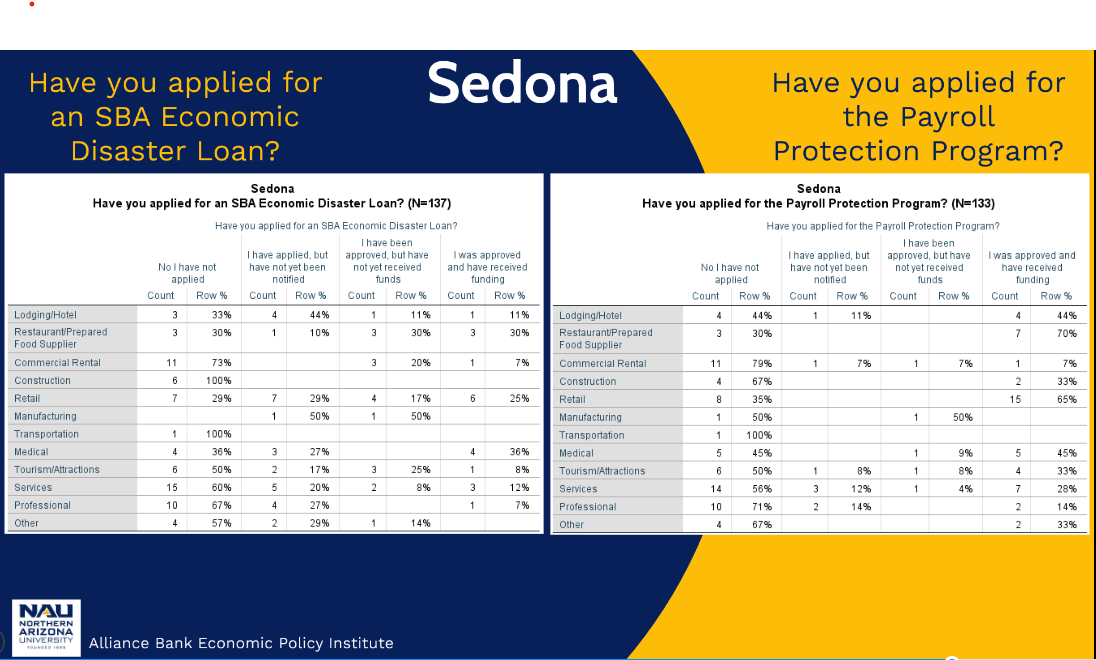 Have you applied for
an SBA Economic
Disaster Loan?
Sedona
Have you applied for
the Payroll
Protection Program?
Sedona
Have you applied for an SBA Economic Disaster Loan? (N=137)
Have you applied for an SBA Economic Disaster Loan?
No I have not applied | I have applied, but have not yet been notified | I have been approved, but have not yet received funds | I was approved and have received funding
Count Row % Count Row % Count Row % Count Row %
Lodging/Hotel 3 33% 4 44% 1 11% 1 11%
Restaurant/Prepared Food Supplier 3 30% 1 10% 3 30% 3 30%
Commercial Rental 11 73% 3 20% 1 7%
Construction 6 100%
Retail 7 29% 7 29% 4 17% 6 25%
Manufacturing 1 50% 1 50%
Transportation 1 100%
Medical 4 36% 3 27% 4 36%
Tourism/Attractions 6 50% 2 17% 3 25% 1 8%
Services 15 60% 5 20% 2 8% 3 12%
Professional 10 67% 4 27% 1 7%
Other 4 57% 2 29% 1 14%
Sedona
Have you applied for the Payroll Protection Program? (N=133)
Have you applied for the Payroll Protection Program?
No I have not applied | I have applied, but have not yet been notified | I have been approved, but have not yet received funds | I was approved and have received funding
Count Row % Count Row % Count Row % Count Row %
Lodging/Hotel 4 44% 1 11% 4 44%
Restaurant/Prepared Food Supplier 3 30% 7 70%
Commercial Rental 11 79% 1 7% 1 7% 1 7%
Construction 4 67% 2 33%
Retail 8 35% 15 65%
Manufacturing 1 50% 1 50%
Transportation 1 100%
Medical 5 45% 1 9% 5 45%
Tourism/Attractions 6 50% 1 8% 1 8% 4 33%
Services 14 56% 3 12% 1 4% 7 28%
Professional 10 71% 2 14% 2 14%
Other 4 67% 2 33%
NAU
NORTHERN
ARIZONA
UNIVERSITY
FOUNDED 1899
Alliance Bank Economic Policy Institute